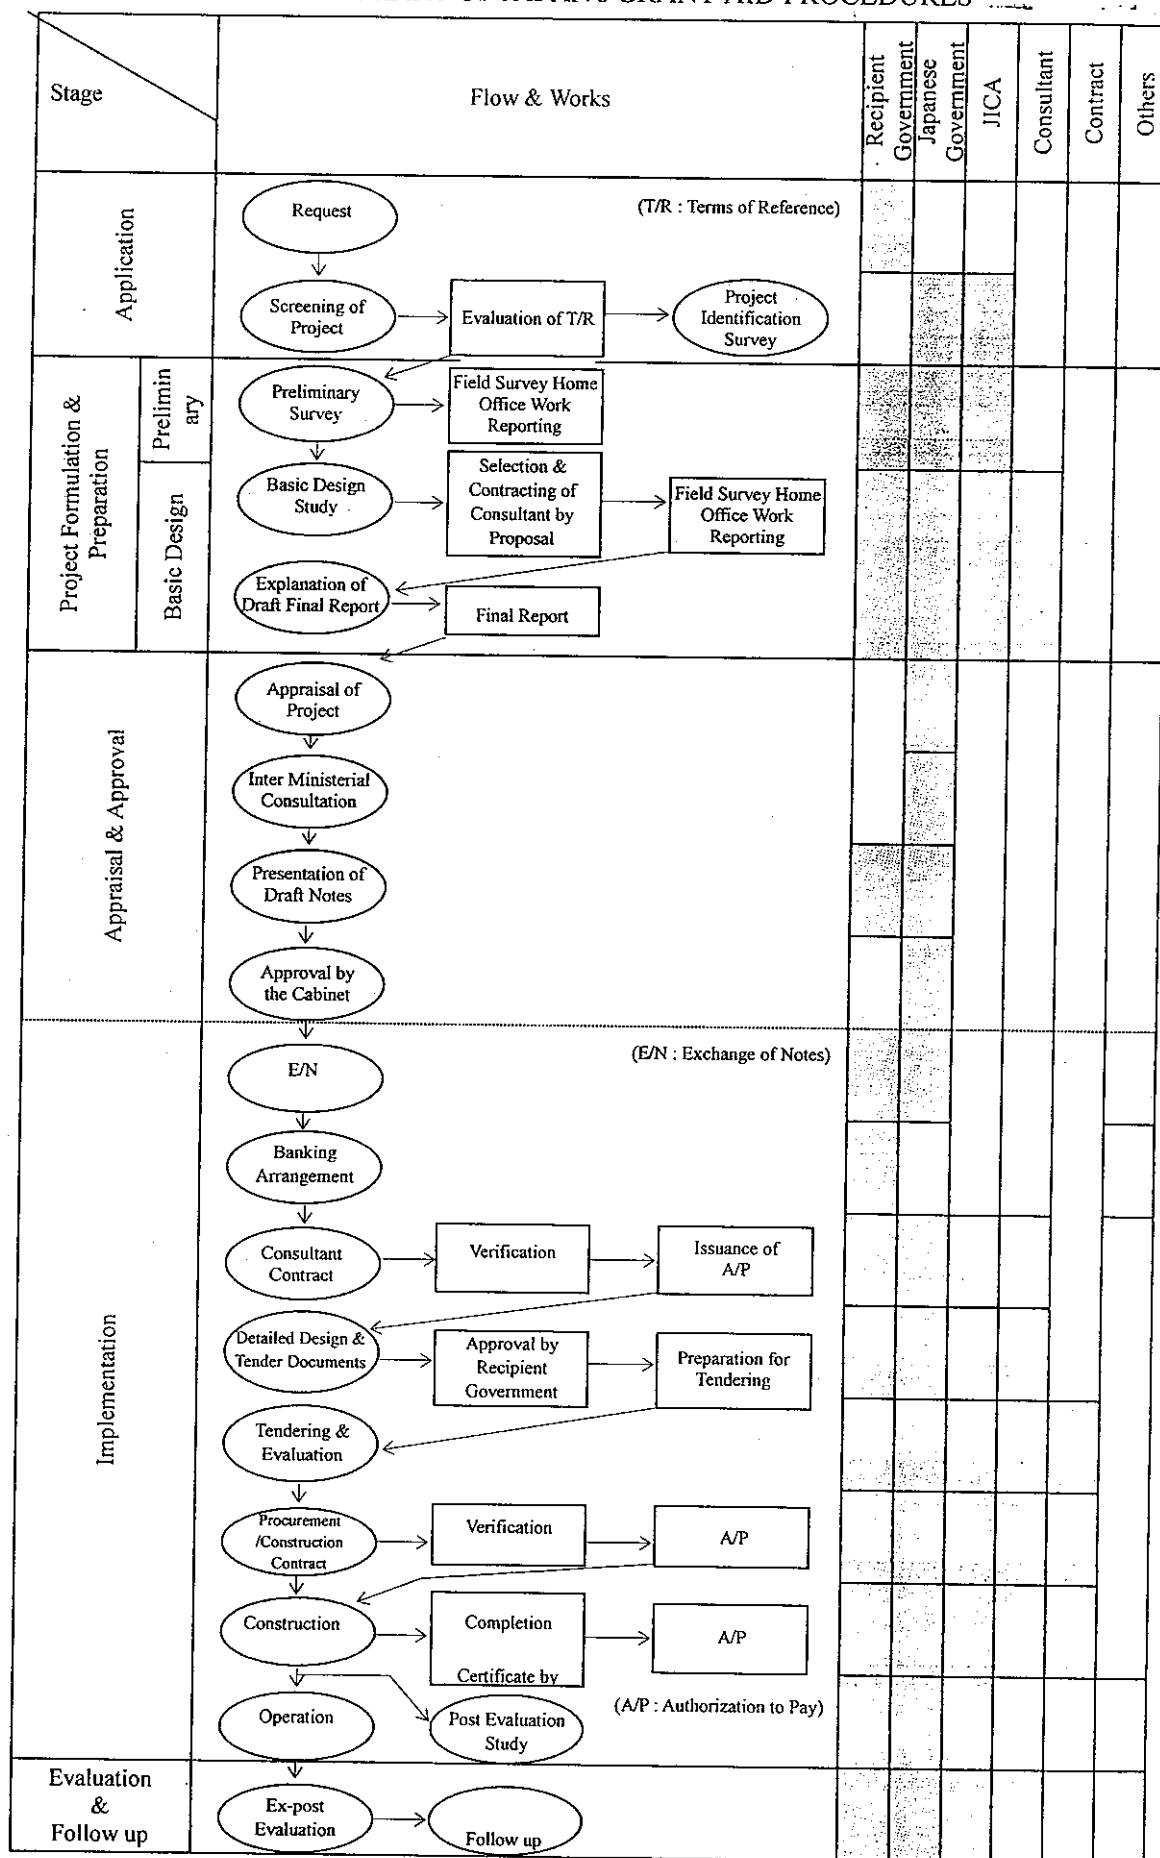 GRANT AID PROCEDURES
Stage
Flow & Works
Recipient
Government
Japanese
Government
JICA
Consultant
Contract
Others
Application
Request
(T/R : Terms of Reference)
Screening of
Project
Evaluation of T/R
Project
Identification
Survey
Project Formulation &
Preparation
Prelimin
ary
Preliminary
Survey
Field Survey Home
Office Work
Reporting
Basic Design
Basic Design
Study
Selection &
Contracting of
Consultant by
Proposal
Field Survey Home
Office Work
Reporting
Explanation of
Draft Final Report
Final Report
Appraisal & Approval
Appraisal of
Project
Inter Ministerial
Consultation
Presentation of
Draft Notes
Approval by
the Cabinet
Implementation
E/N
(E/N : Exchange of Notes)
Banking
Arrangement
Consultant
Contract
Verification
Issuance of
A/P
Detailed Design &
Tender Documents
Approval by
Recipient
Government
Preparation for
Tendering
Tendering &
Evaluation
Procurement
/Construction
Contract
Verification
A/P
Construction
Completion
Certificate by
A/P
Operation
Post Evaluation
Study
(A/P : Authorization to Pay)
Evaluation
&
Follow up
Ex-post
Evaluation
Follow up